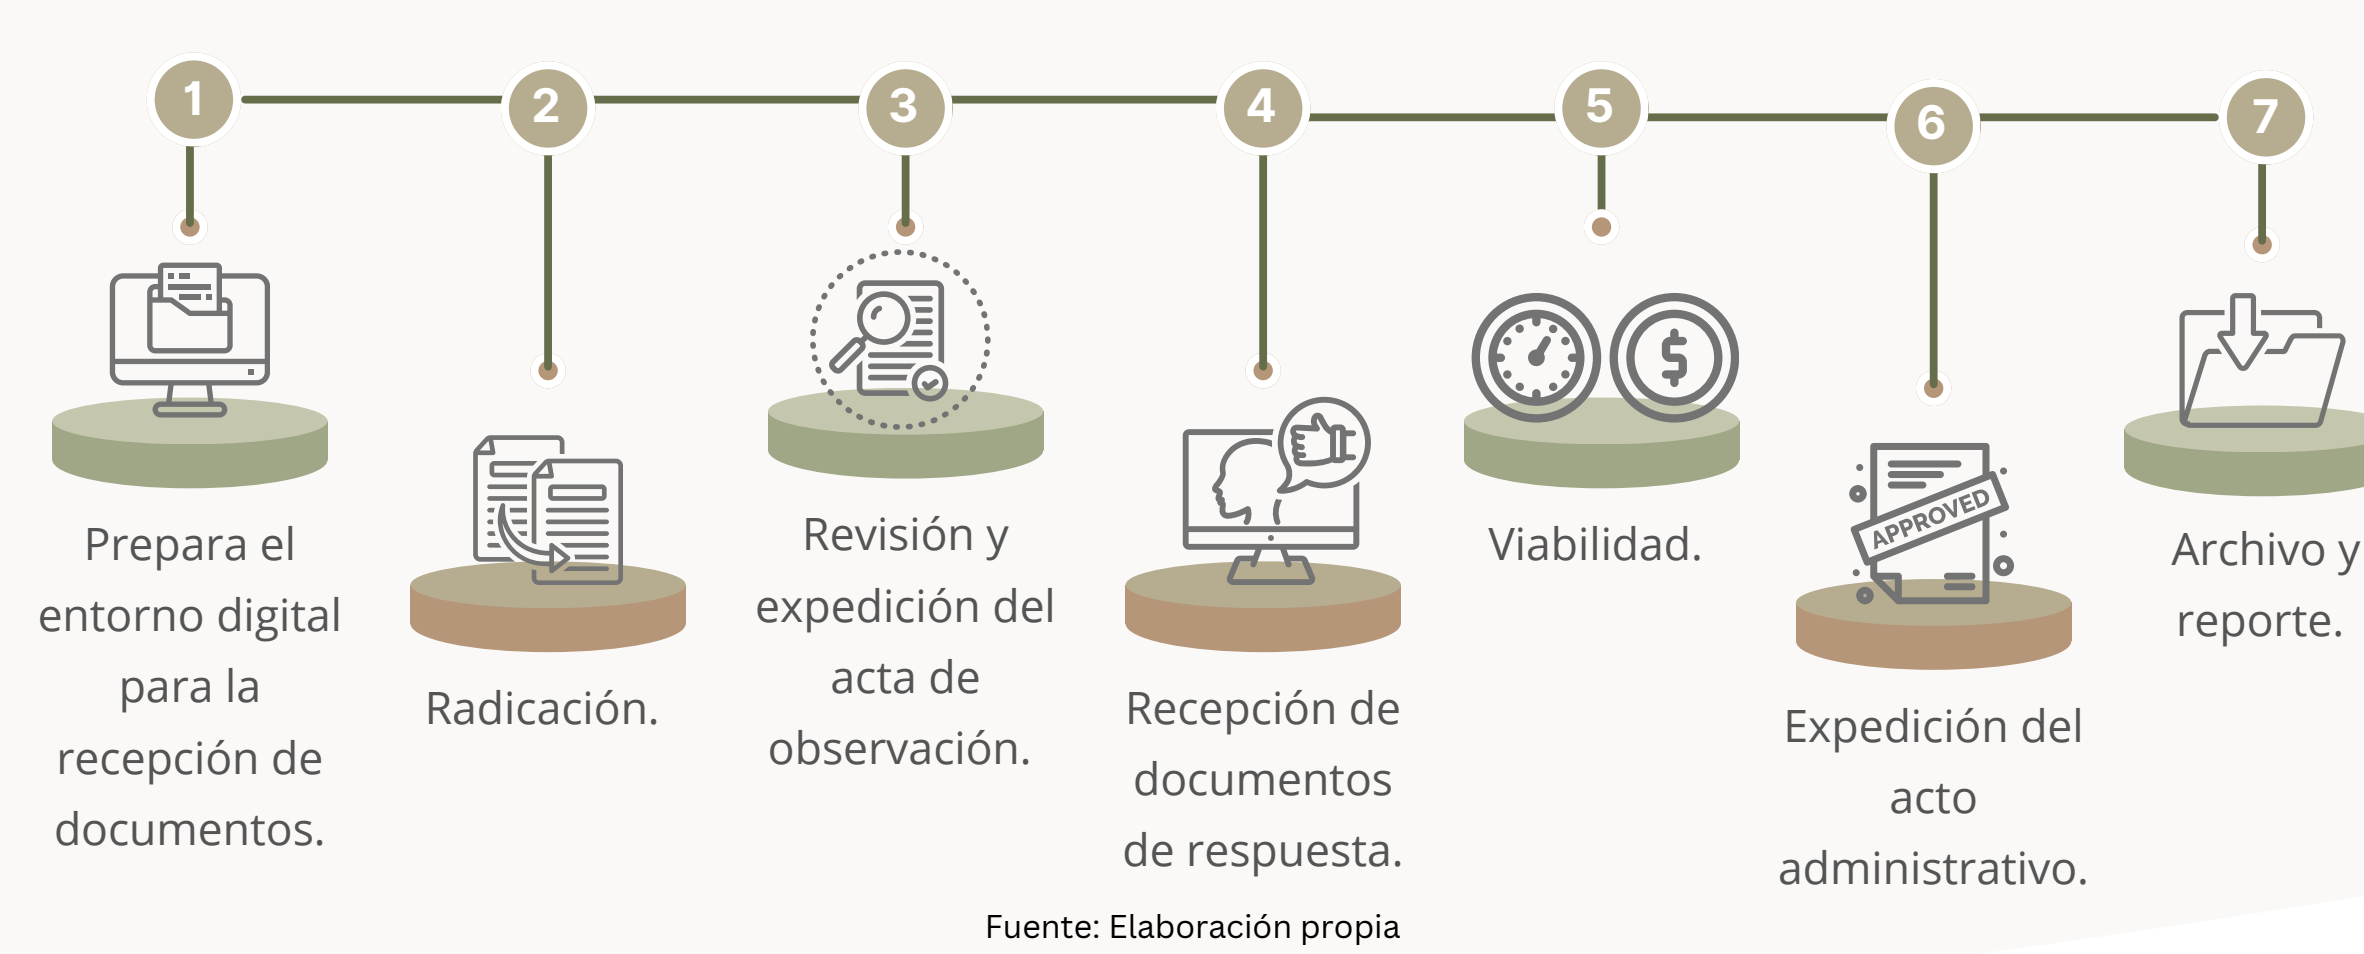 1
2
3
4
5
6
7
Prepara el
entorno digital
para la
recepción de
documentos.
Radicación.
Revisión y
expedición del
acta de
observación.
Recepción de
documentos
de respuesta.
$
Viabilidad.
APPROVED
Expedición del
acto
administrativo.
Archivo y
reporte.
Fuente: Elaboración propia